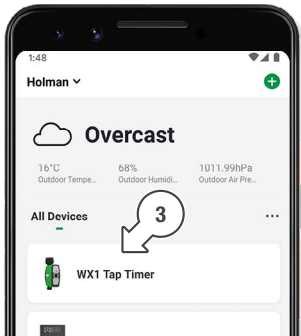 1:48
Holman
Overcast
16°C 68% 1011.99hPa
Outdoor Tempe... Outdoor Humidi... Outdoor Air Pre...
All Devices
3
WX1 Tap Timer